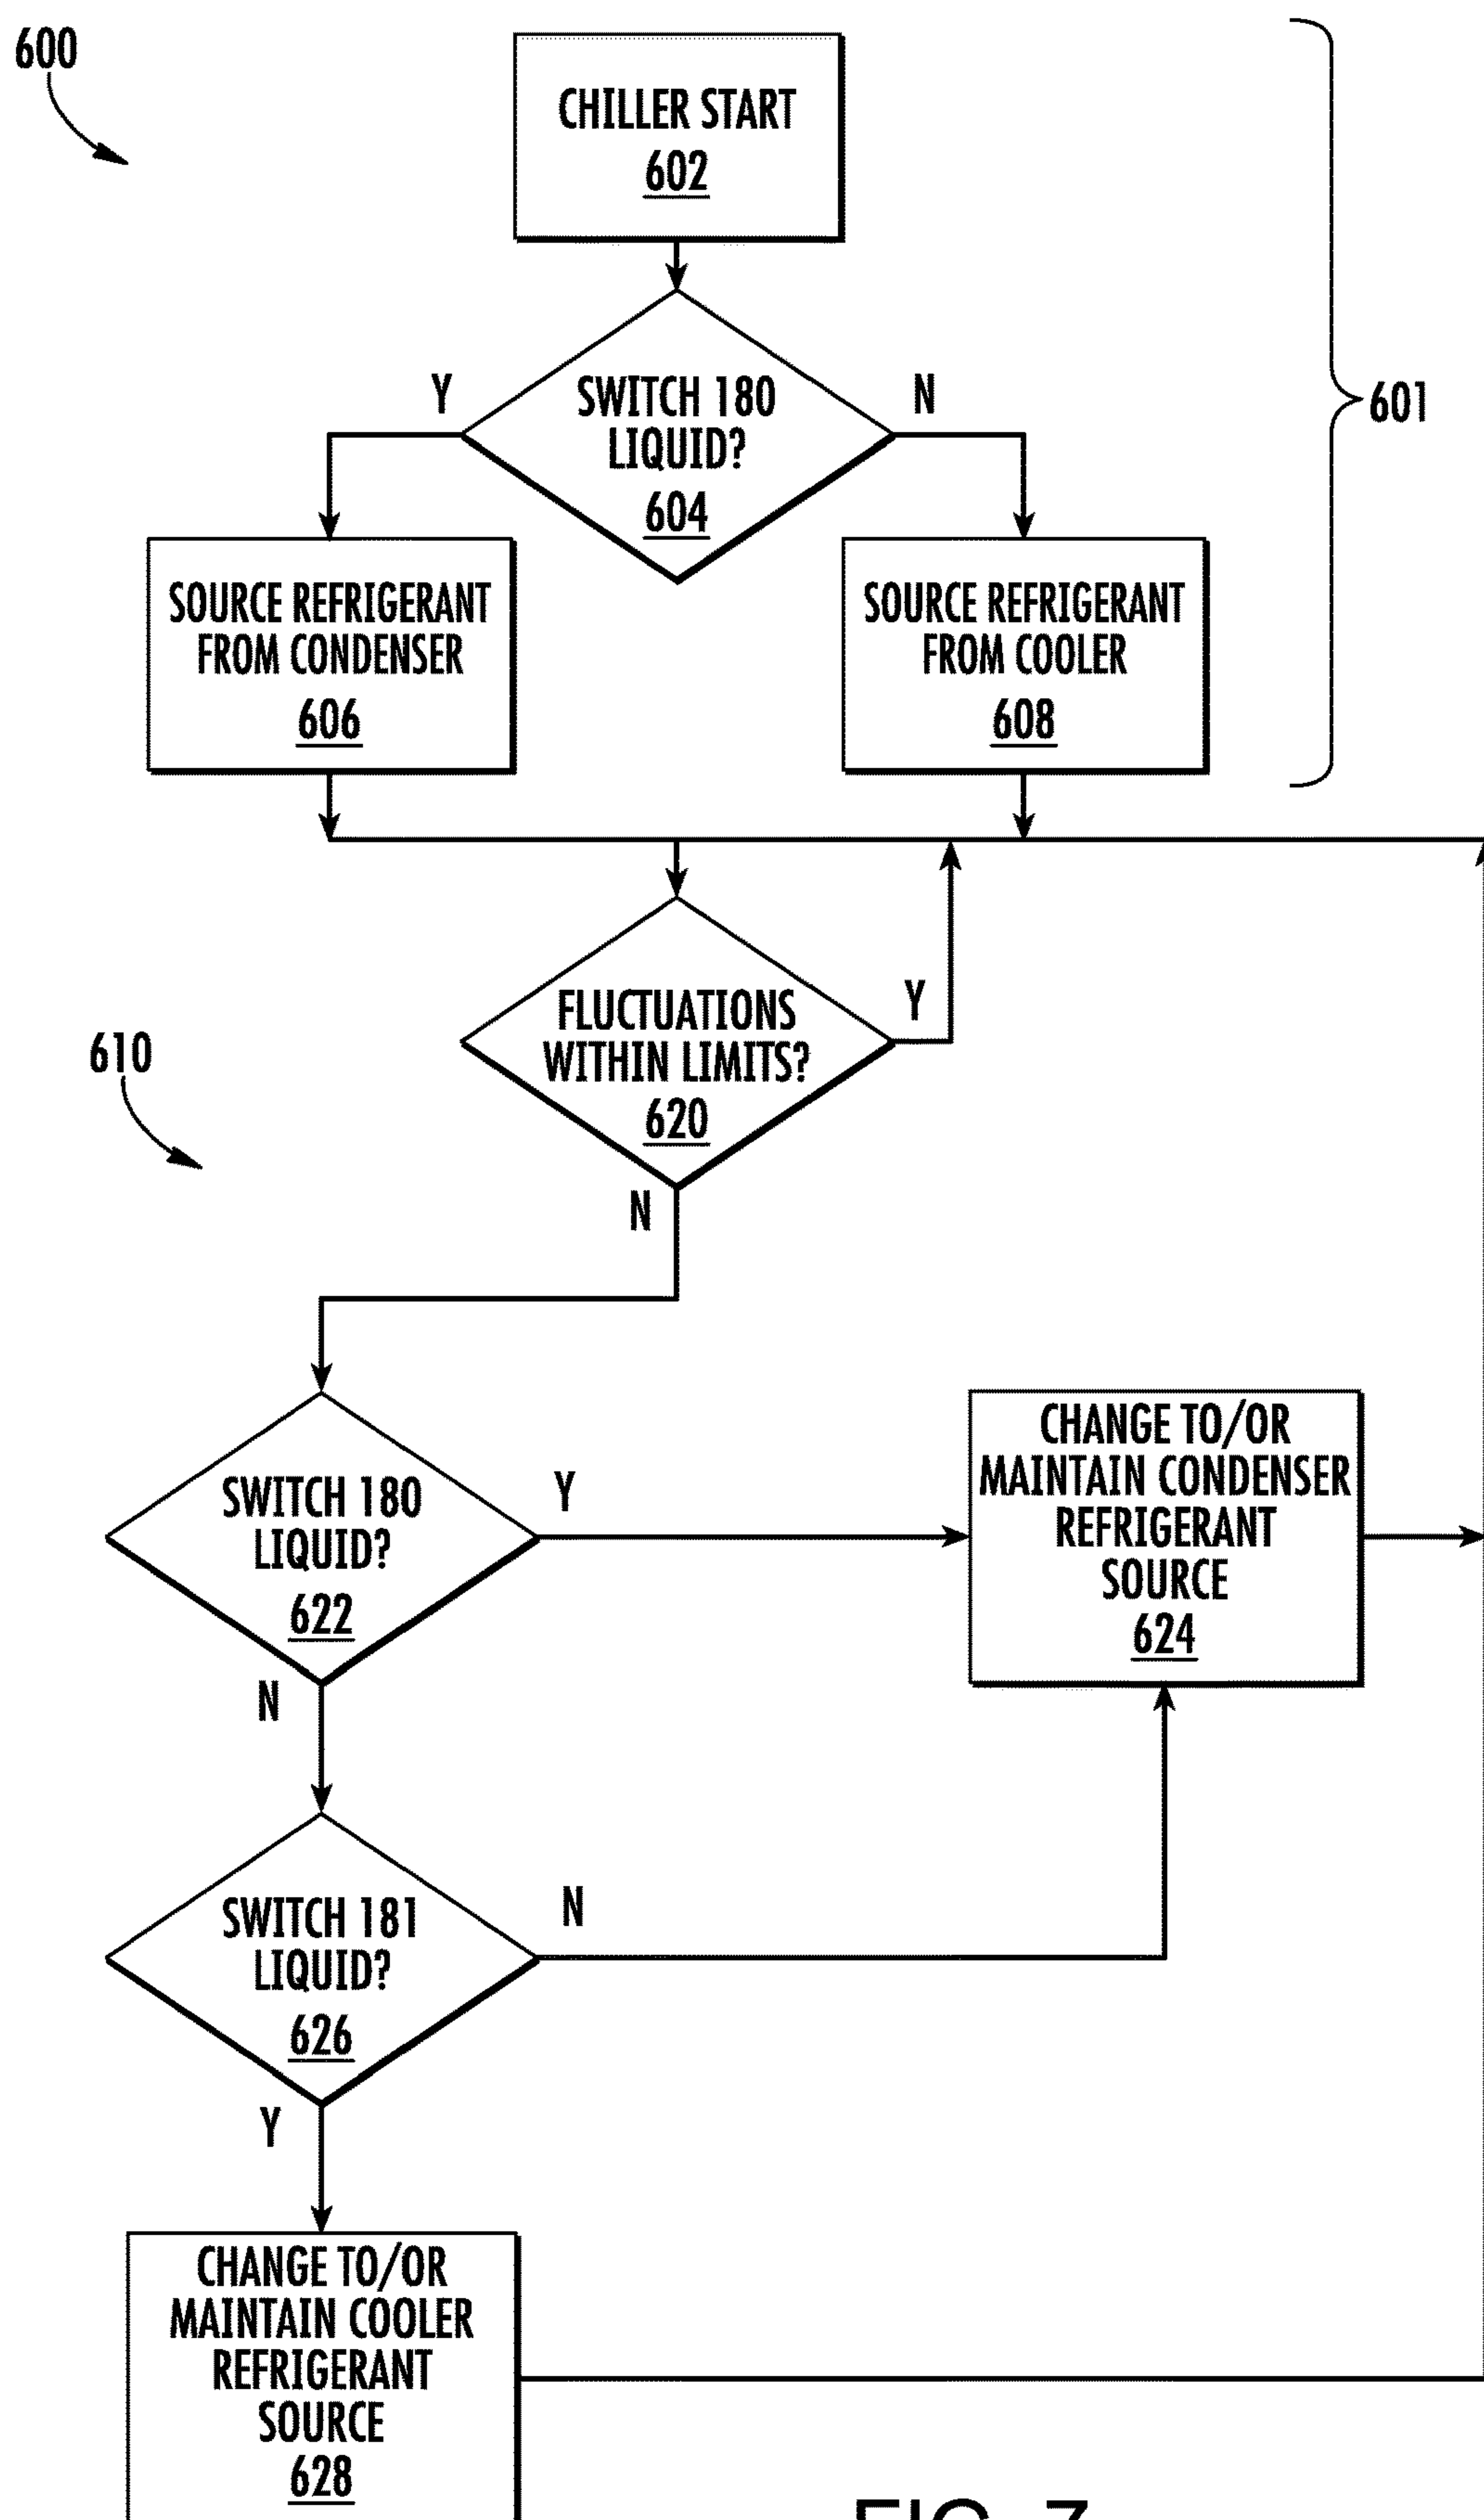 600
CHILLER START
602
601
Y
N
SWITCH 180
LIQUID?
604
SOURCE REFRIGERANT
FROM CONDENSER
606
SOURCE REFRIGERANT
FROM COOLER
608
610
FLUCTUATIONS
WITHIN LIMITS?
620
Y
N
SWITCH 180
LIQUID?
622
Y
N
CHANGE TO/OR
MAINTAIN CONDENSER
REFRIGERANT
SOURCE
624
SWITCH 181
LIQUID?
626
N
Y
CHANGE TO/OR
MAINTAIN COOLER
REFRIGERANT
SOURCE
628
FIG.